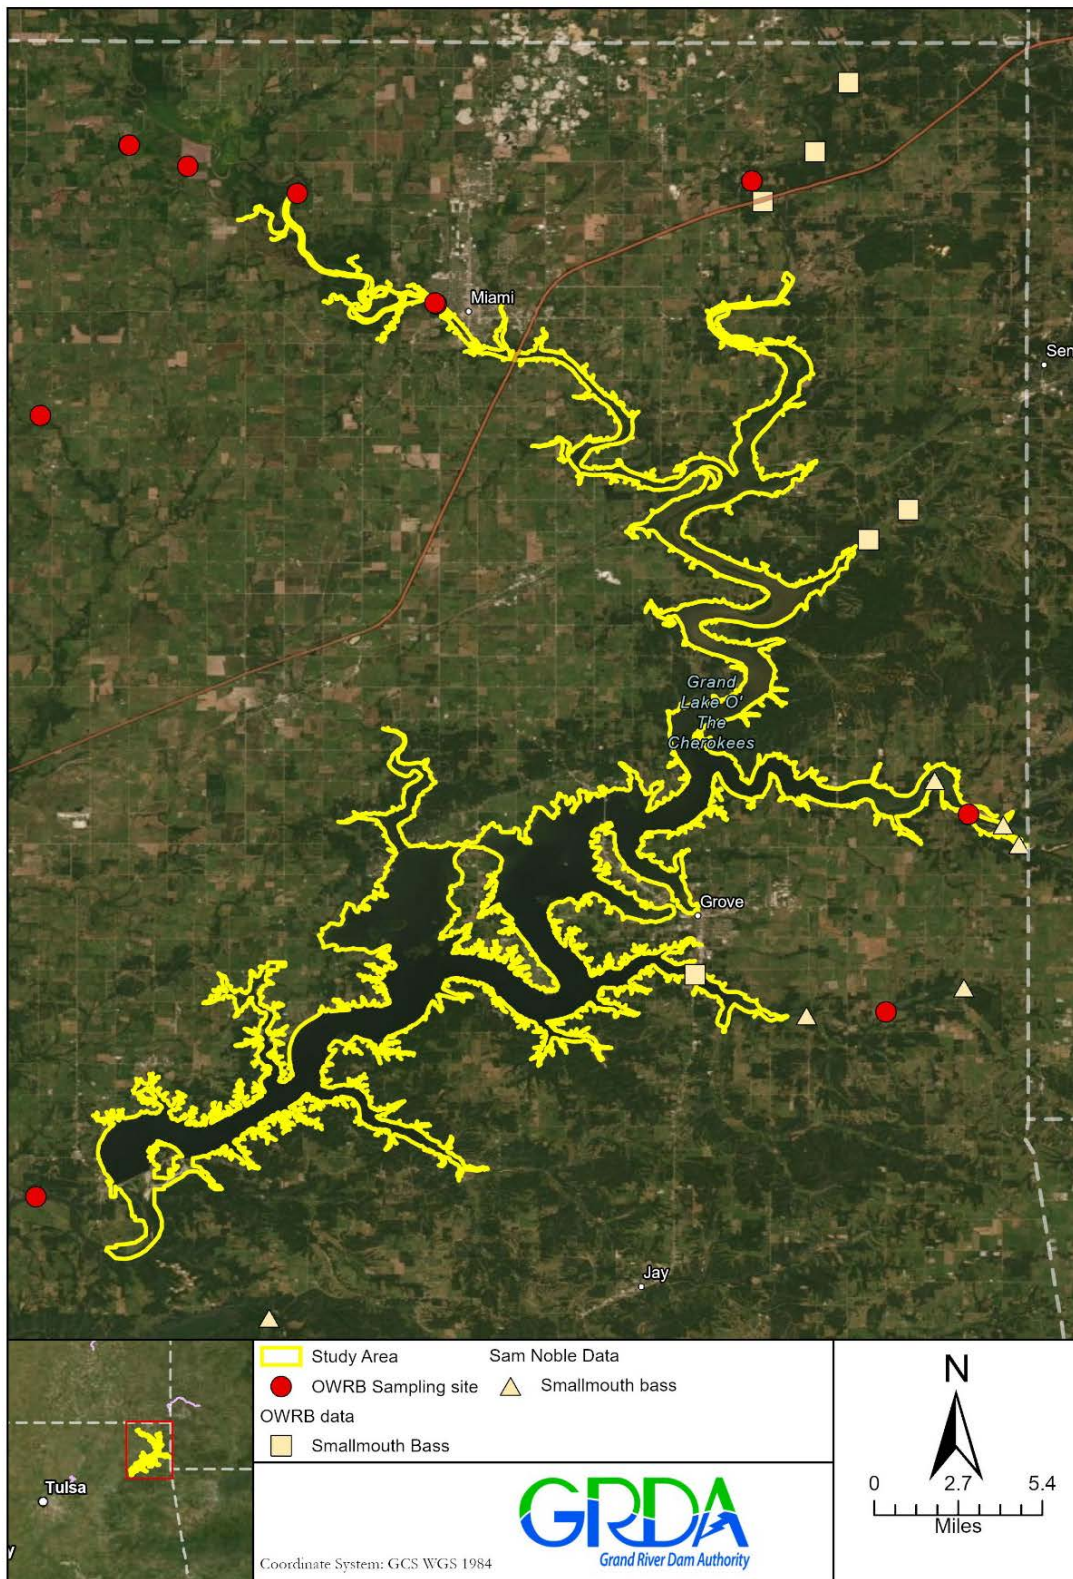 Miami
Sen
Grand
Lake O'
The
Cherokees
Grove
Jay
Study Area
Sam Noble Data
OWRB Sampling site
Smallmouth bass
OWRB data
Smallmouth Bass
Tulsa
y
N
0 2.7 5.4
Miles
GRDA
Grand River Dam Authority
Coordinate System: GCS WGS 1984